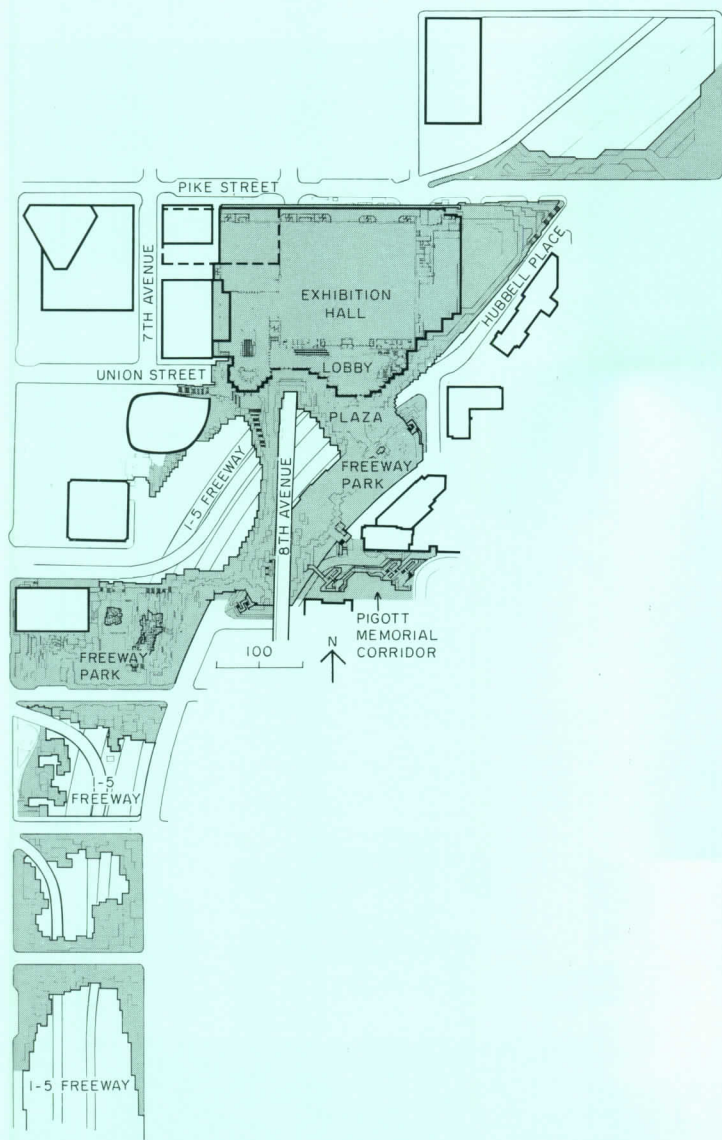 PIKE STREET
7TH AVENUE
EXHIBITION
HALL
HUBBELL PLACE
LOBBY
UNION STREET
PLAZA
I-5 FREEWAY
8TH AVENUE
FREEWAY
PARK
PIGOTT
MEMORIAL
CORRIDOR
N
100
FREEWAY
PARK
I-5
FREEWAY
I-5 FREEWAY